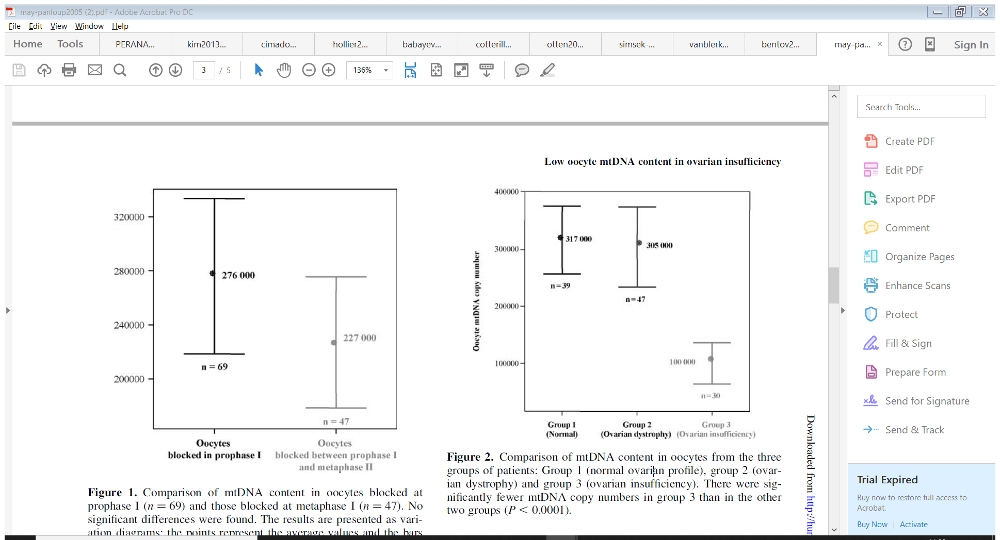 may-panloup2005 (2).pdf - Adobe Acrobat Pro DC
File Edit View Window Help
Home Tools PERANA... kim2013... cimado... hollier2... babayev... cotterill... otten20... simsek-... vanblerk... bentov2... may-pa... × ? Sign In
3 / 5 136%
Search Tools...
Create PDF
Edit PDF
Export PDF
Comment
Organize Pages
Enhance Scans
Protect
Fill & Sign
Prepare Form
Send for Signature
Send & Track
Trial Expired
Buy now to restore full access to
Acrobat.
Buy Now | Activate
Low oocyte mtDNA content in ovarian insufficiency
320000
280000
240000
200000
276 000
n = 69
227 000
n = 47
Oocytes
blocked in prophase I
Oocytes
blocked between prophase I
and metaphase II
Figure 1. Comparison of mtDNA content in oocytes blocked at
prophase I (n = 69) and those blocked at metaphase I (n = 47). No
significant differences were found. The results are presented as vari-
ation diagrams: the points represent the average values and the bars
Oocyte mtDNA copy number
400000
300000
200000
100000
317 000
n=39
305 000
n=47
100 000
n=30
Group 1
(Normal)
Group 2
(Ovarian dystrophy)
Group 3
(Ovarian insufficiency)
Figure 2. Comparison of mtDNA content in oocytes from the three
groups of patients: Group 1 (normal ovarian profile), group 2 (ovar-
ian dystrophy) and group 3 (ovarian insufficiency). There were sig-
nificantly fewer mtDNA copy numbers in group 3 than in the other
two groups (P < 0.0001).
Downloaded from http://hur